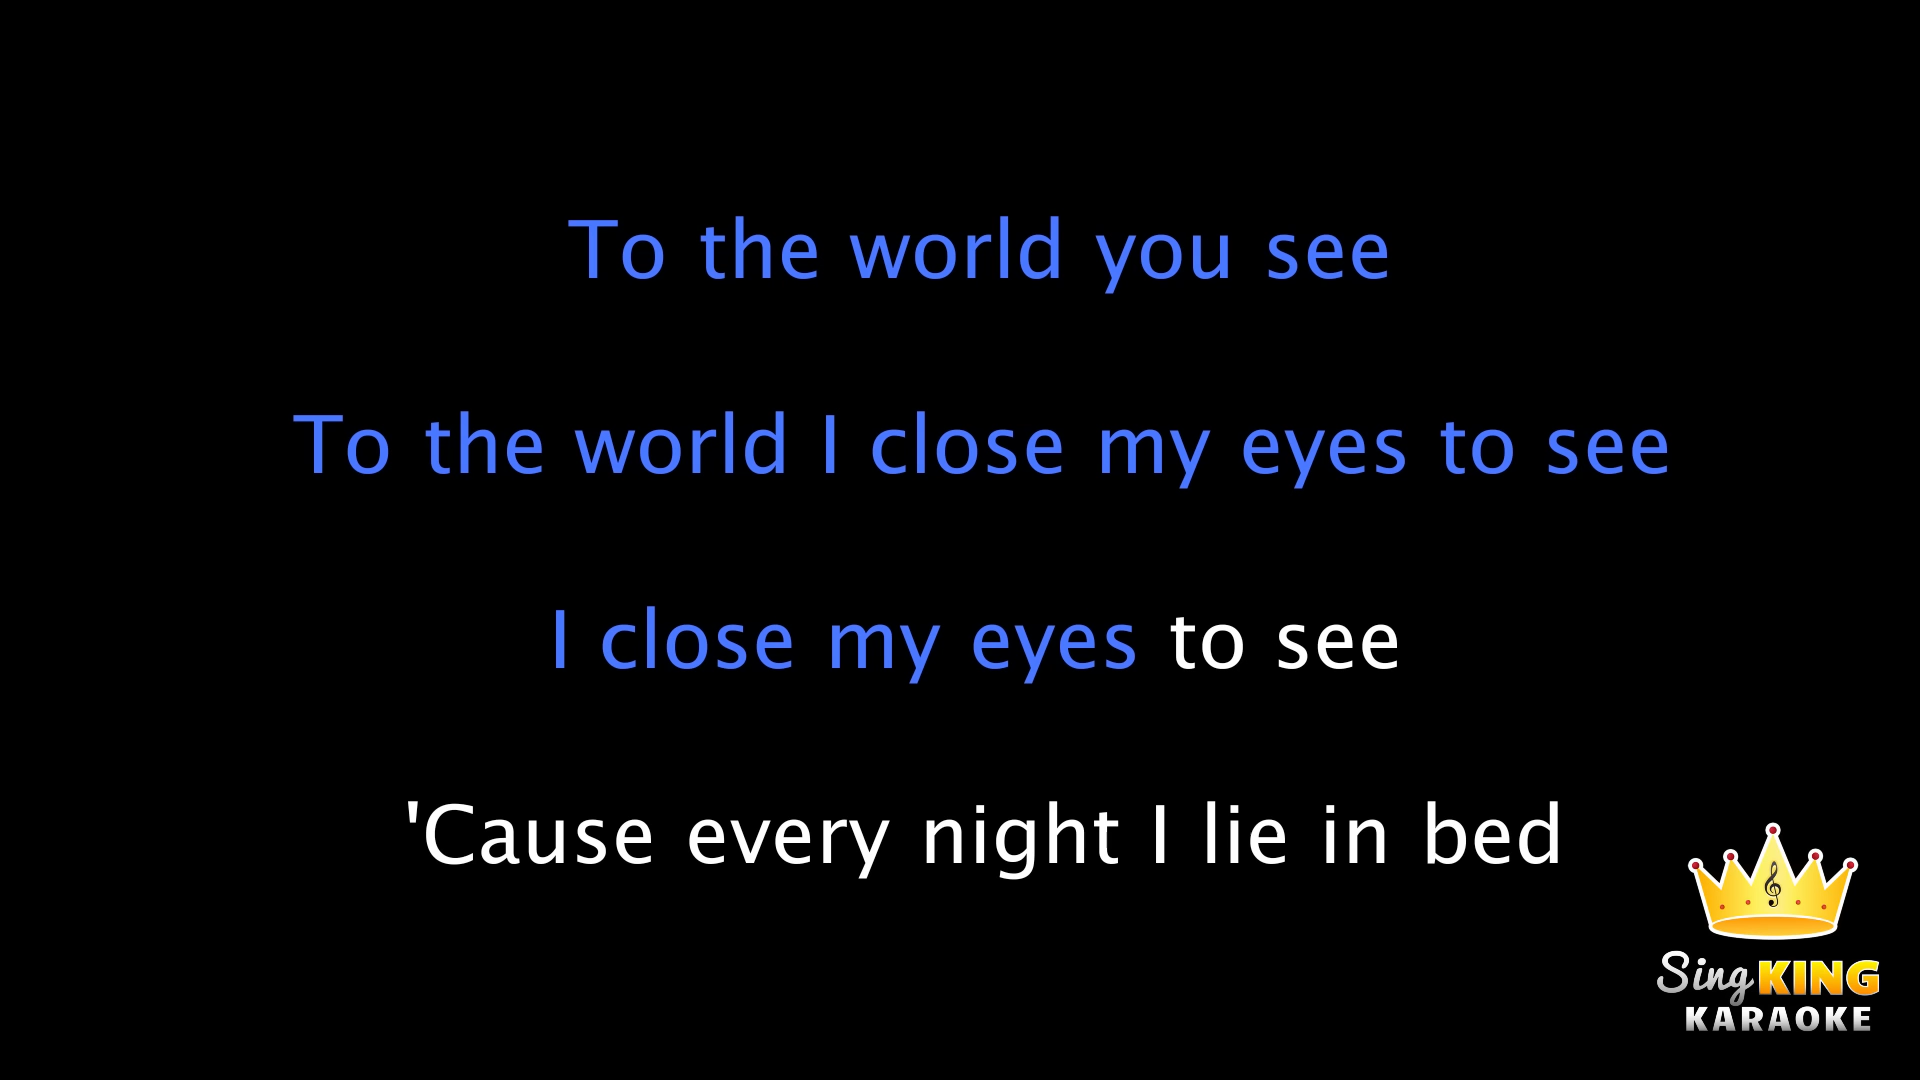 To the world you see
To the world I close my eyes to see
I close my eyes to see
'Cause every night I lie in bed
Sing KING
KARAOKE